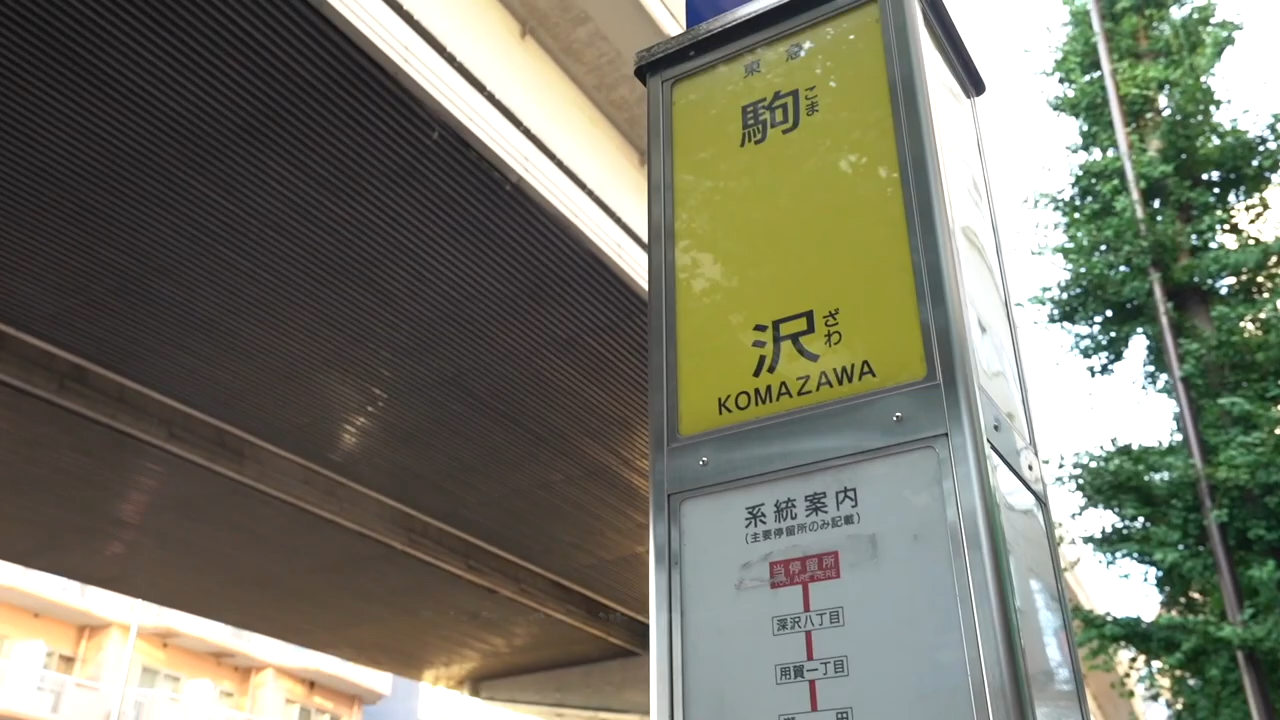 東急
駒沢
こまざわ
KOMAZAWA
系統案内
(主要停留所のみ記載)
当停留所
YOU ARE HERE
深沢八丁目
用賀一丁目